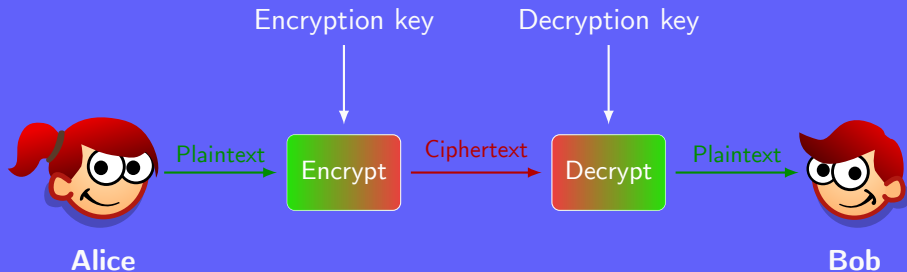 Encryption key
Decryption key
Plaintext
Encrypt
Ciphertext
Decrypt
Plaintext
Alice
Bob